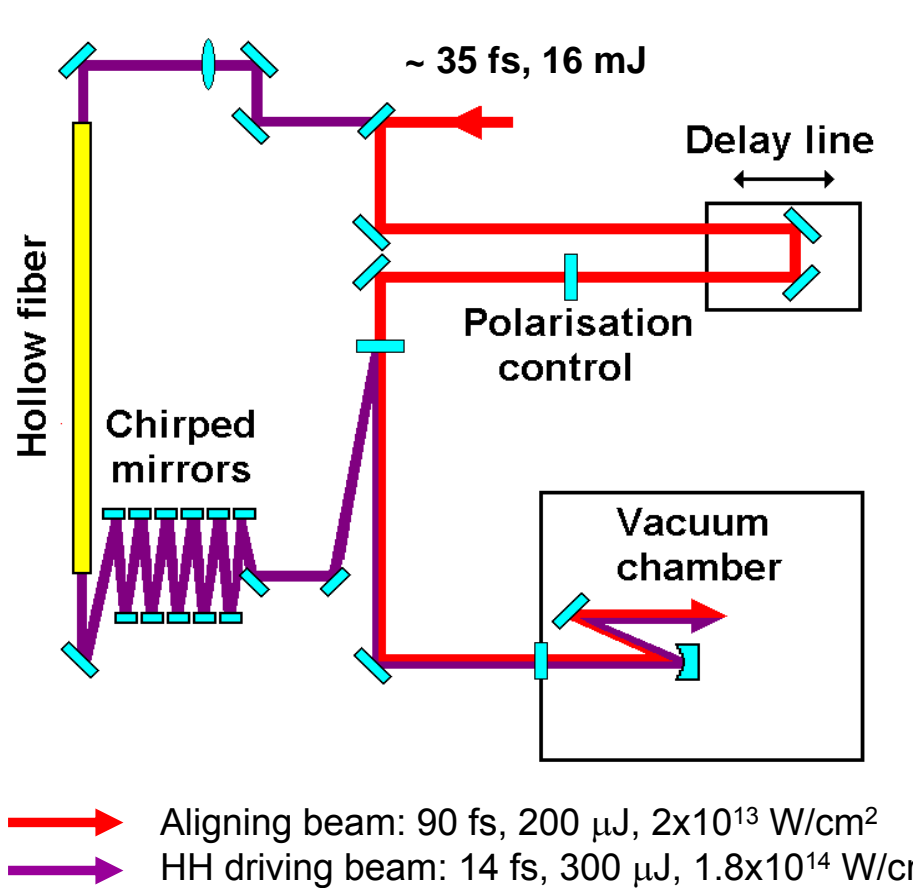 ~ 35 fs, 16 mJ
Delay line
Hollow fiber
Polarisation
control
Chirped
mirrors
Vacuum
chamber
Aligning beam: 90 fs, 200 μJ, 2x10¹³ W/cm²
HH driving beam: 14 fs, 300 μJ, 1.8x10¹⁴ W/cr